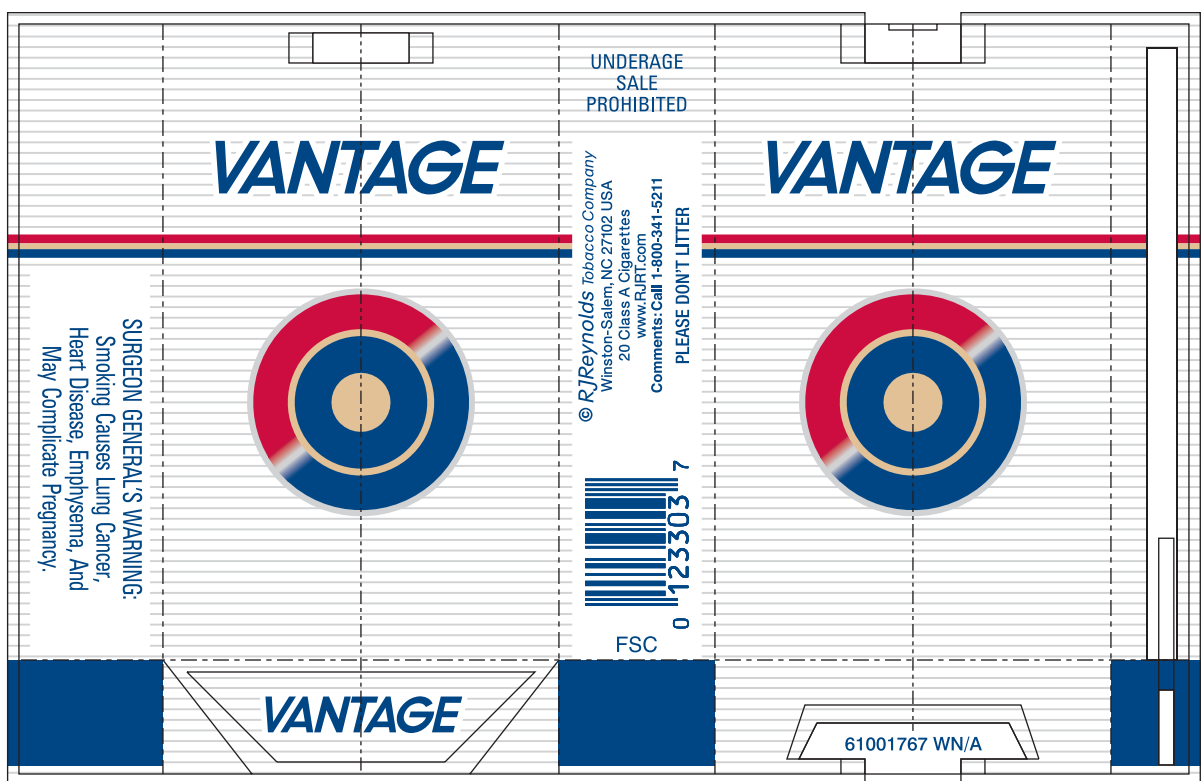 UNDERAGE
SALE
PROHIBITED
VANTAGE
VANTAGE
© RJReynolds Tobacco Company
Winston-Salem, NC 27102 USA
20 Class A Cigarettes
www.RJRT.com
Comments: Call 1-800-341-5211
PLEASE DON'T LITTER
SURGEON GENERAL'S WARNING:
Smoking Causes Lung Cancer,
Heart Disease, Emphysema, And
May Complicate Pregnancy.
0 123303 7
FSC
VANTAGE
61001767 WN/A